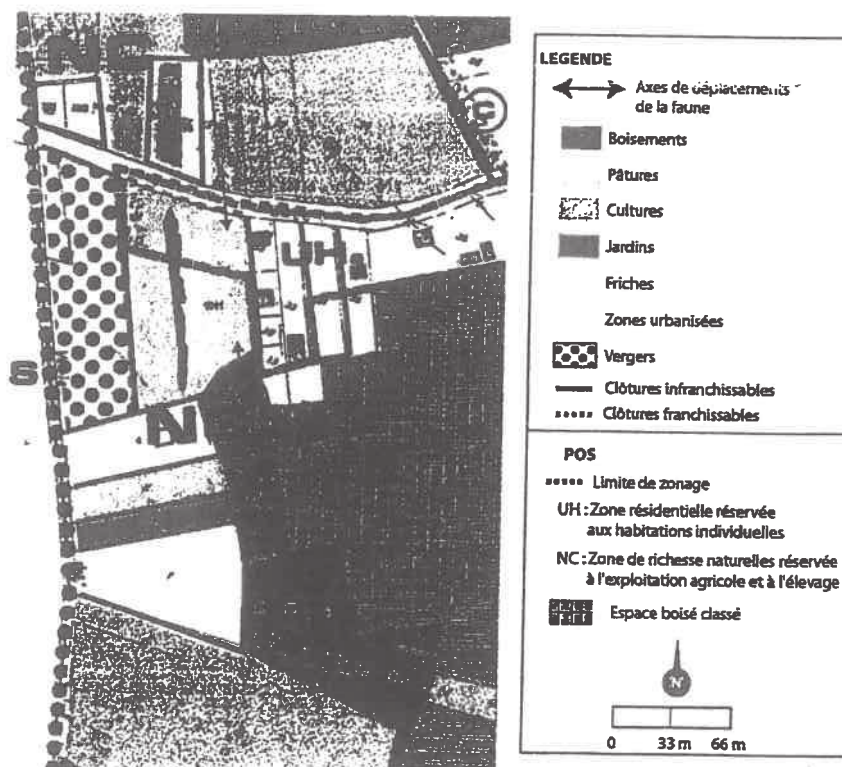 NC
UH
S
N
LEGENDE
Axes de déplacements
de la faune
Boisements
Pâtures
Cultures
Jardins
Friches
Zones urbanisées
Vergers
Clôtures infranchissables
Clôtures franchissables
POS
Limite de zonage
UH : Zone résidentielle réservée
aux habitations individuelles
NC : Zone de richesse naturelles réservée
à l'exploitation agricole et à l'élevage
Espace boisé classé
N
0 33 m 66 m